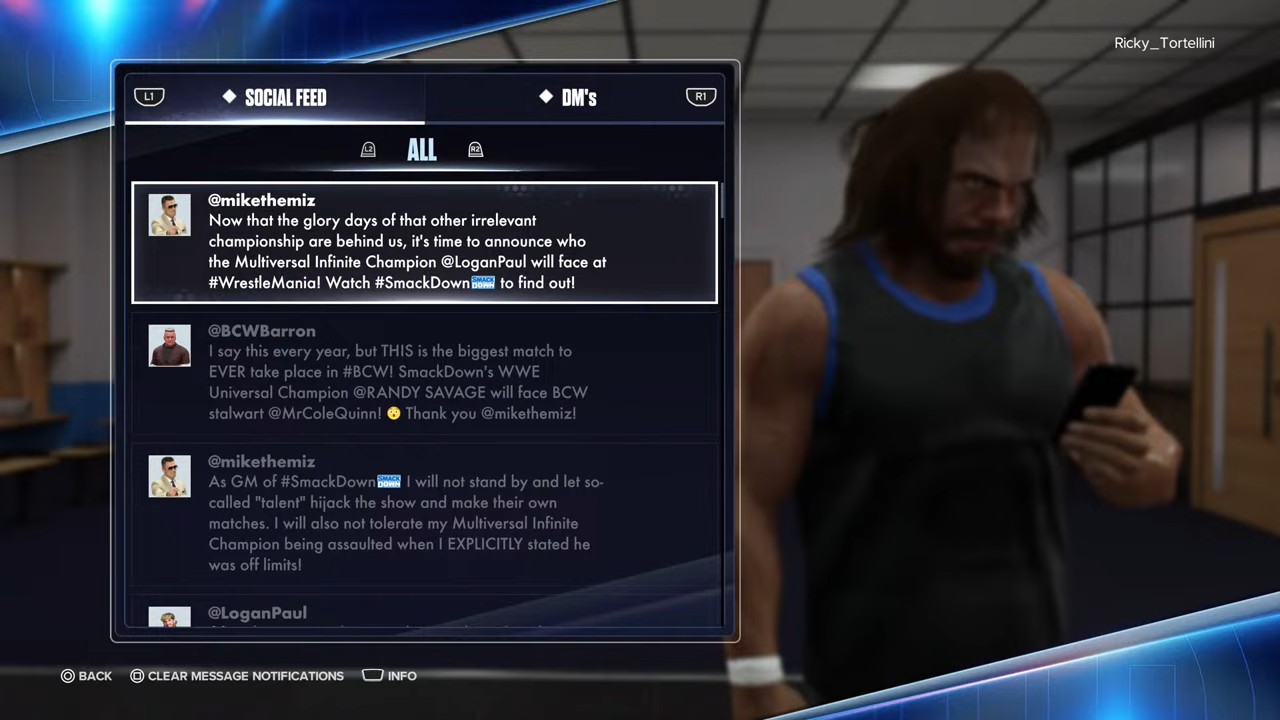 Ricky_Tortellini
L1
SOCIAL FEED
DM's
R1
L2
ALL
R2
@mikethemiz
Now that the glory days of that other irrelevant
championship are behind us, it's time to announce who
the Multiversal Infinite Champion @LoganPaul will face at
#WrestleMania! Watch #SmackDown SMACK DOWN to find out!
@BCWBarron
I say this every year, but THIS is the biggest match to
EVER take place in #BCW! SmackDown's WWE
Universal Champion @RANDY SAVAGE will face BCW
stalwart @MrColeQuinn! 😳 Thank you @mikethemiz!
@mikethemiz
As GM of #SmackDown SMACK DOWN I will not stand by and let so-
called "talent" hijack the show and make their own
matches. I will also not tolerate my Multiversal Infinite
Champion being assaulted when I EXPLICITLY stated he
was off limits!
@LoganPaul
BACK
CLEAR MESSAGE NOTIFICATIONS
INFO